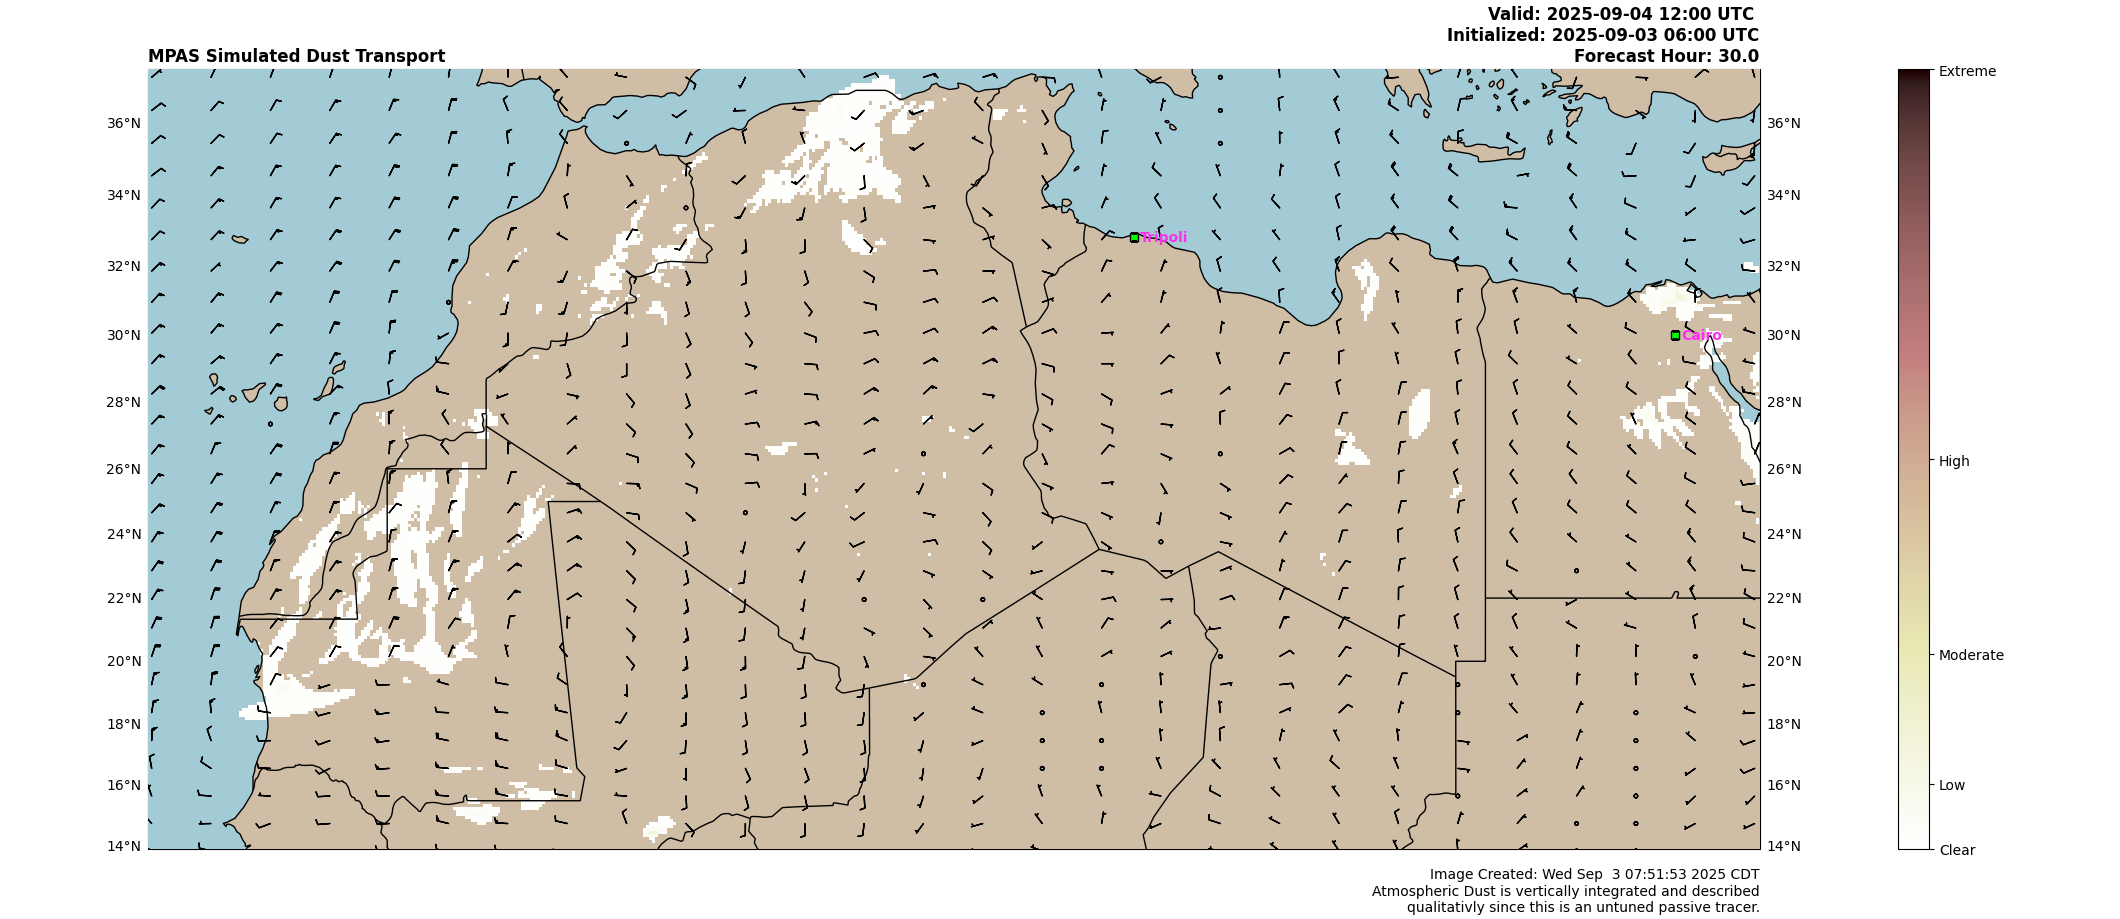 Valid: 2025-09-04 12:00 UTC
Initialized: 2025-09-03 06:00 UTC
MPAS Simulated Dust Transport
Forecast Hour: 30.0
Extreme
36°N
36°N
34°N
34°N
Tripoli
32°N
32°N
30°N
Cairo
30°N
28°N
28°N
26°N
26°N
High
24°N
24°N
22°N
22°N
20°N
20°N
Moderate
18°N
18°N
16°N
16°N
Low
14°N
14°N
Clear
Image Created: Wed Sep  3 07:51:53 2025 CDT
Atmospheric Dust is vertically integrated and described
qualitativly since this is an untuned passive tracer.